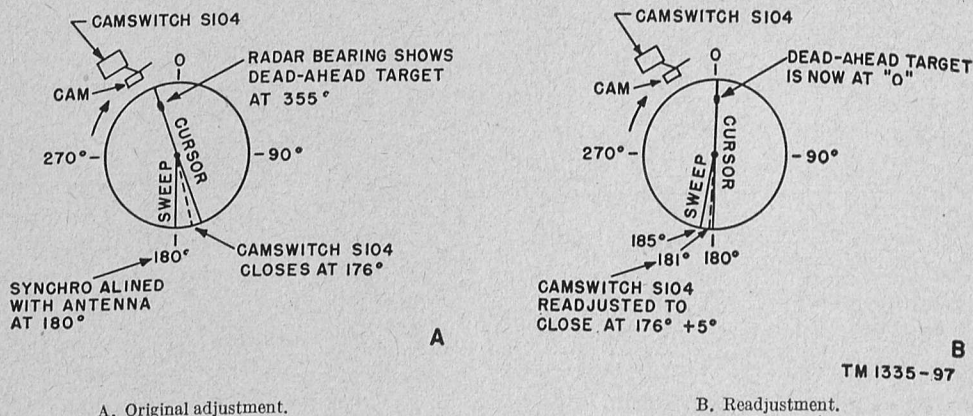 CAMSWITCH S104
0
RADAR BEARING SHOWS
DEAD-AHEAD TARGET
AT 355°
CAM
CURSOR
270°
90°
SWEEP
180°
CAMSWITCH S104
CLOSES AT 176°
SYNCHRO ALINED
WITH ANTENNA
AT 180°
A
CAMSWITCH S104
0
DEAD-AHEAD TARGET
IS NOW AT "0"
CAM
CURSOR
270°
90°
SWEEP
185°
181° 180°
CAMSWITCH S104
READJUSTED TO
CLOSE AT 176° +5°
B
TM 1335-97
A. Original adjustment.
B. Readjustment.